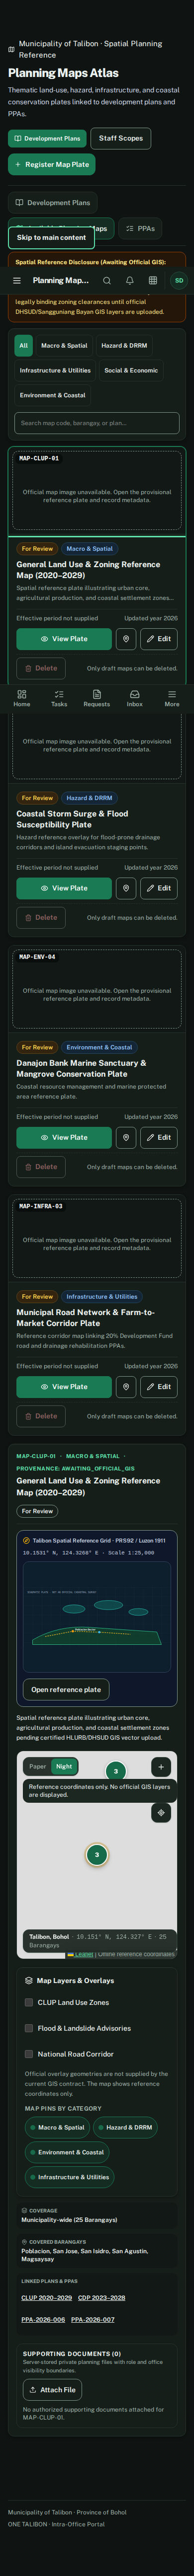 Municipality of Talibon · Spatial Planning
Reference
Planning Maps Atlas
Thematic land-use, hazard, infrastructure, and coastal
conservation plates linked to development plans and
PPAs.
Development Plans
Staff Scopes
Register Map Plate
Development Plans
PPAs
Skip to main content
Spatial Reference Disclosure (Awaiting Official GIS):
Planning Map...
SD
legally binding zoning clearances until official
DHSUD/Sangguniang Bayan GIS layers are uploaded.
All
Macro & Spatial
Hazard & DRRM
Infrastructure & Utilities
Social & Economic
Environment & Coastal
Search map code, barangay, or plan...
MAP-CLUP-01
Official map image unavailable. Open the provisional
reference plate and record metadata.
For Review
Macro & Spatial
General Land Use & Zoning Reference
Map (2020–2029)
Spatial reference plate illustrating urban core,
agricultural production, and coastal settlement zones...
Effective period not supplied
Updated year 2026
View Plate
Edit
Delete
Only draft maps can be deleted.
Home
Tasks
Requests
Inbox
More
Official map image unavailable. Open the provisional
reference plate and record metadata.
For Review
Hazard & DRRM
Coastal Storm Surge & Flood
Susceptibility Plate
Hazard reference overlay for flood-prone drainage
corridors and island evacuation staging points.
Effective period not supplied
Updated year 2026
View Plate
Edit
Delete
Only draft maps can be deleted.
MAP-ENV-04
Official map image unavailable. Open the provisional
reference plate and record metadata.
For Review
Environment & Coastal
Danajon Bank Marine Sanctuary &
Mangrove Conservation Plate
Coastal resource management and marine protected
area reference plate.
Effective period not supplied
Updated year 2026
View Plate
Edit
Delete
Only draft maps can be deleted.
MAP-INFRA-03
Official map image unavailable. Open the provisional
reference plate and record metadata.
For Review
Infrastructure & Utilities
Municipal Road Network & Farm-to-
Market Corridor Plate
Reference corridor map linking 20% Development Fund
road and drainage rehabilitation PPAs.
Effective period not supplied
Updated year 2026
View Plate
Edit
Delete
Only draft maps can be deleted.
MAP-CLUP-01 · MACRO & SPATIAL ·
PROVENANCE: AWAITING_OFFICIAL_GIS
General Land Use & Zoning Reference
Map (2020–2029)
For Review
Talibon Spatial Reference Grid · PRS92 / Luzon 1911
10.1531° N, 124.3266° E · Scale 1:25,000
Open reference plate
Spatial reference plate illustrating urban core,
agricultural production, and coastal settlement zones
pending certified HLURB/DHSUD GIS vector upload.
Paper
Night
3
Reference coordinates only. No official GIS layers
are displayed.
3
Talibon, Bohol · 10.151° N, 124.327° E · 25
Barangays
Leaflet | Offline reference coordinates
Map Layers & Overlays
CLUP Land Use Zones
Flood & Landslide Advisories
National Road Corridor
Official overlay geometries are not supplied by the
current GIS contract. The map shows reference
coordinates only.
MAP PINS BY CATEGORY
Macro & Spatial
Hazard & DRRM
Environment & Coastal
Infrastructure & Utilities
COVERAGE
Municipality-wide (25 Barangays)
COVERED BARANGAYS
Poblacion, San Jose, San Isidro, San Agustin,
Magsaysay
LINKED PLANS & PPAS
CLUP 2020–2029
CDP 2023–2028
PPA-2026-006
PPA-2026-007
SUPPORTING DOCUMENTS (0)
Server-stored private planning files with role and office
visibility boundaries.
Attach File
No authorized supporting documents attached for
MAP-CLUP-01.
Municipality of Talibon · Province of Bohol
ONE TALIBON · Intra-Office Portal